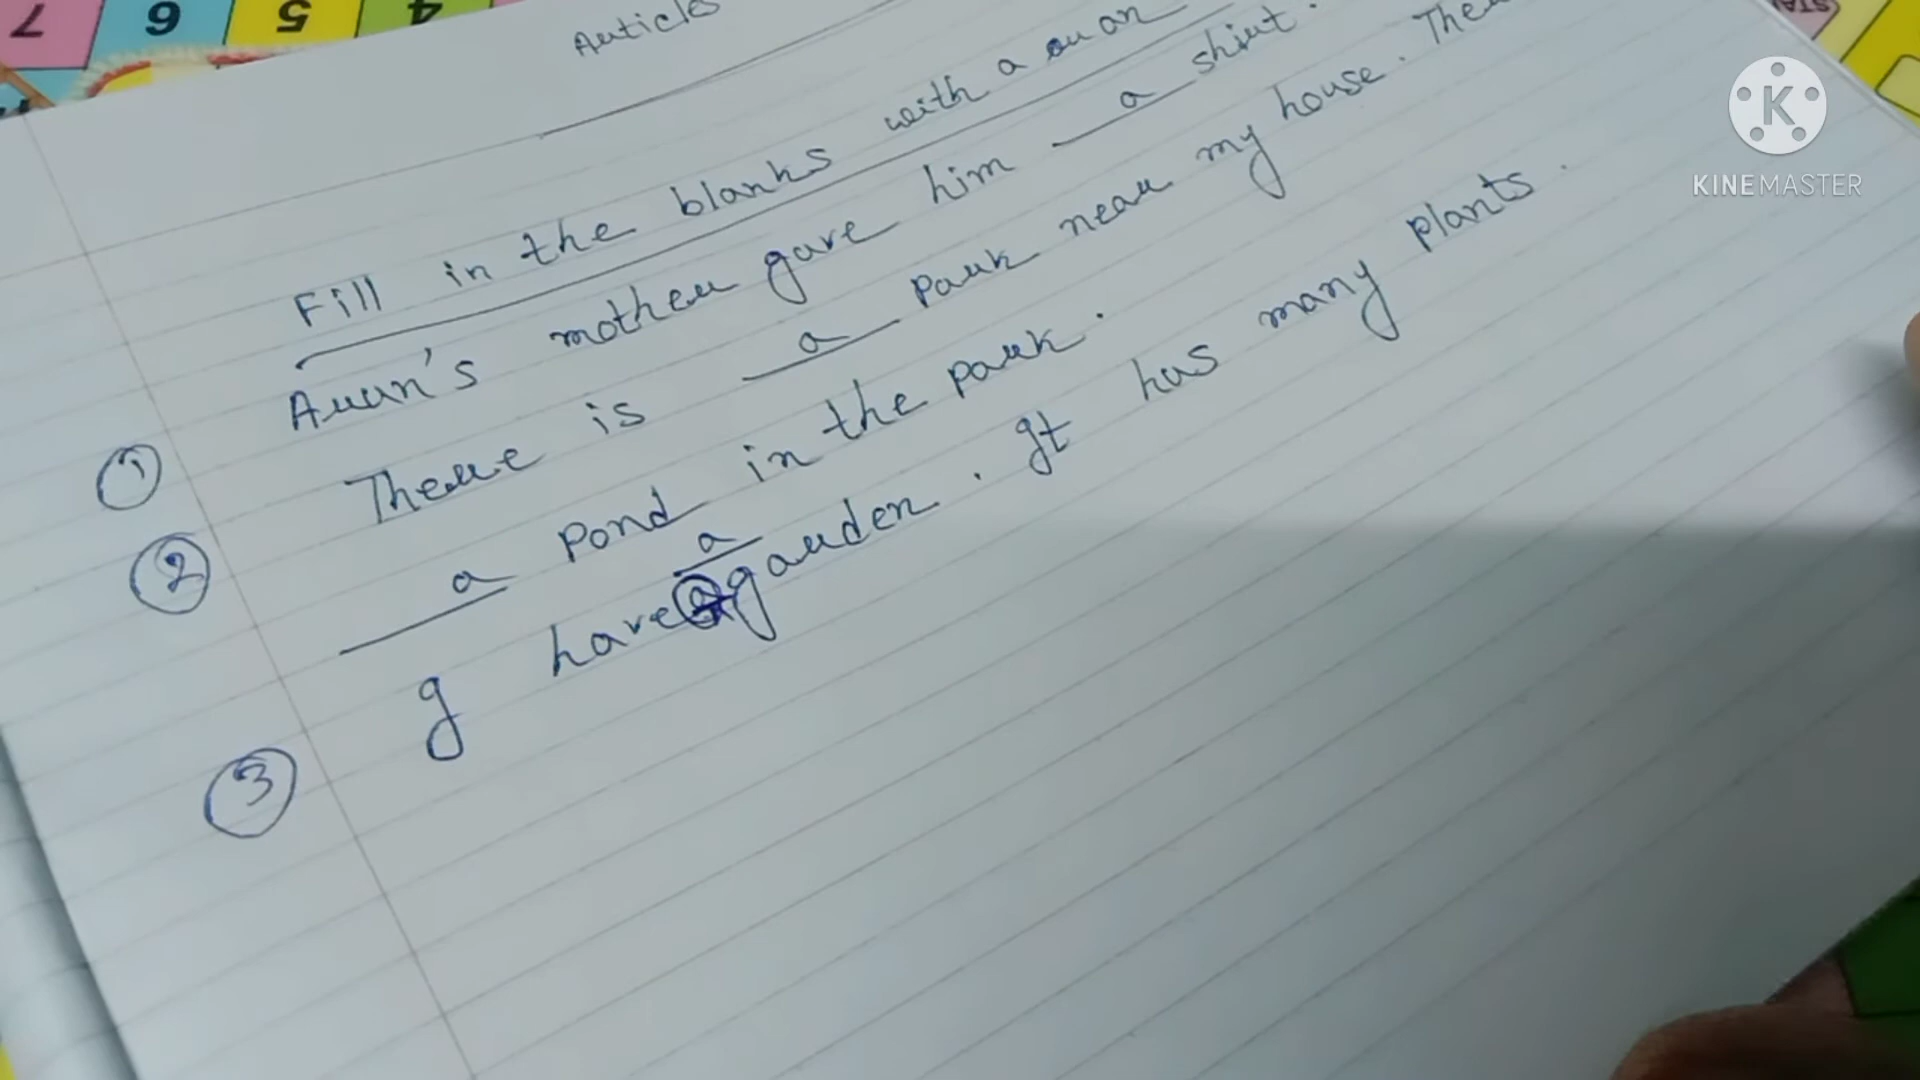 7 6 5 4
Articles
Fill in the blanks with a or an
① Arun's mother gave him a shirt.
② There is a park near my house. The
a pond in the park.
③ I have a garden. It has many plants.
KINEMASTER